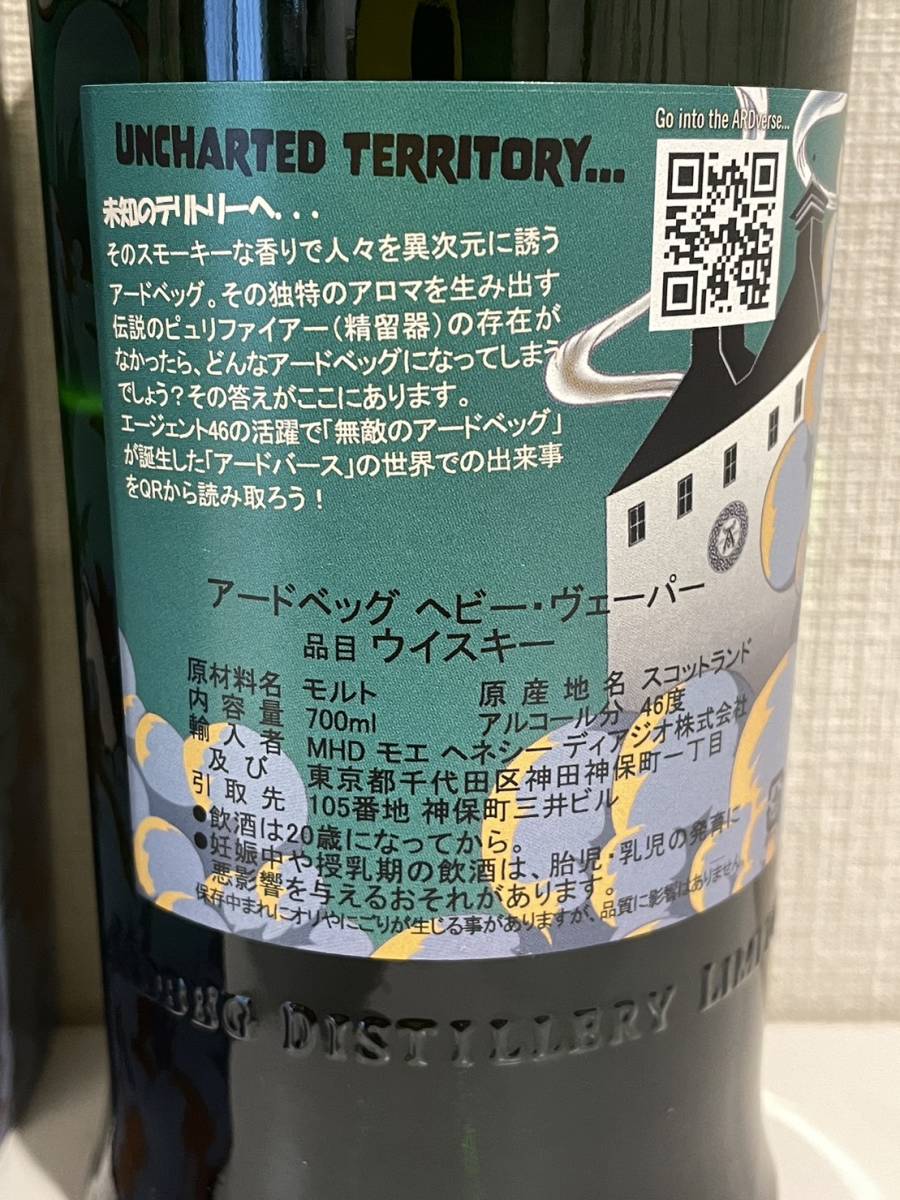 UNCHARTED TERRITORY...
Go into the ARDverse...
未知のテリトリーへ...
そのスモーキーな香りで人々を異次元に誘う
アードベッグ。その独特のアロマを生み出す
伝説のピュリファイアー(精留器)の存在が
なかったら、どんなアードベッグになってしまう
でしょう?その答えがここにあります。
エージェント46の活躍で「無敵のアードベッグ」
が誕生した「アードバース」の世界での出来事
をQRから読み取ろう!
アードベッグ ヘビー・ヴェーパー
品目 ウイスキー
原材料名 モルト 原産地名 スコットランド
内容量 700ml アルコール分 46度
輸入者 MHD モエ ヘネシー ディアジオ株式会社
及び 東京都千代田区神田神保町一丁目
引取先 105番地 神保町三井ビル
●飲酒は20歳になってから。
●妊娠中や授乳期の飲酒は、胎児・乳児の発育に
悪影響を与えるおそれがあります。
保存中まれにオリやにごりが生じる事がありますが、品質に影響はありません。
DISTILLERY